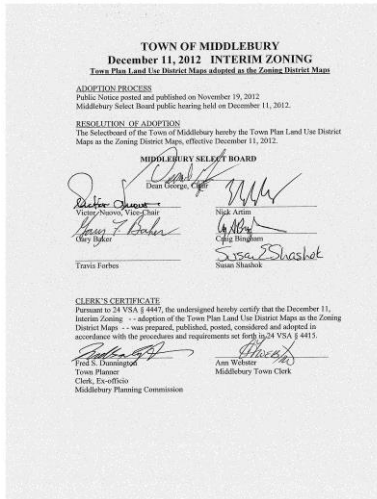 TOWN OF MIDDLEBURY
December 11, 2012 INTERIM ZONING
Town Plan Land Use District Maps adopted as the Zoning District Maps
ADOPTION PROCESS
Public Notice posted and published on November 19, 2012
Middlebury Select Board public hearing held on December 11, 2012.
RESOLUTION OF ADOPTION
The Selectboard of the Town of Middlebury hereby the Town Plan Land Use District
Maps as the Zoning District Maps, effective December 11, 2012.
MIDDLEBURY SELECT BOARD
Dean George, Chair
Victor Nuovo
Victor Nuovo, Vice-Chair
Nick Artim
Gary F. Baker
Gary Baker
Craig Bingham
Susan E Shashok
Travis Forbes
Susan Shashok
CLERK'S CERTIFICATE
Pursuant to 24 VSA § 4447, the undersigned hereby certify that the December 11,
Interim Zoning - - adoption of the Town Plan Land Use District Maps as the Zoning
District Maps - - was prepared, published, posted, considered and adopted in
accordance with the procedures and requirements set forth in 24 VSA § 4415.
Fred S. Dunnington
Ann Webster
Town Planner
Middlebury Town Clerk
Clerk, Ex-officio
Middlebury Planning Commission